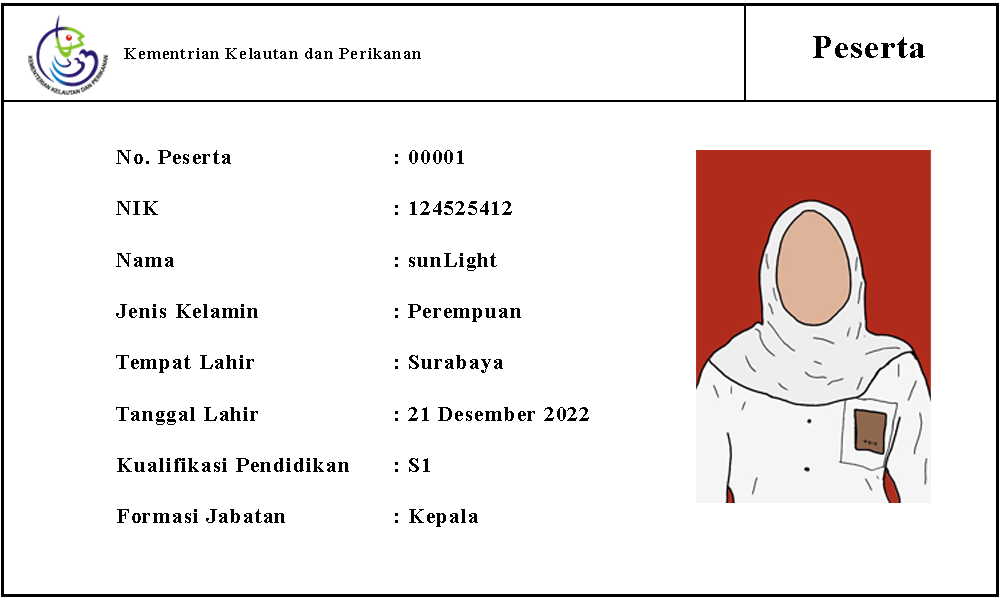 KEMENTERIAN KELAUTAN DAN PERIKANAN
Kementrian Kelautan dan Perikanan
Peserta
No. Peserta : 00001
NIK : 124525412
Nama : sunLight
Jenis Kelamin : Perempuan
Tempat Lahir : Surabaya
Tanggal Lahir : 21 Desember 2022
Kualifikasi Pendidikan : S1
Formasi Jabatan : Kepala